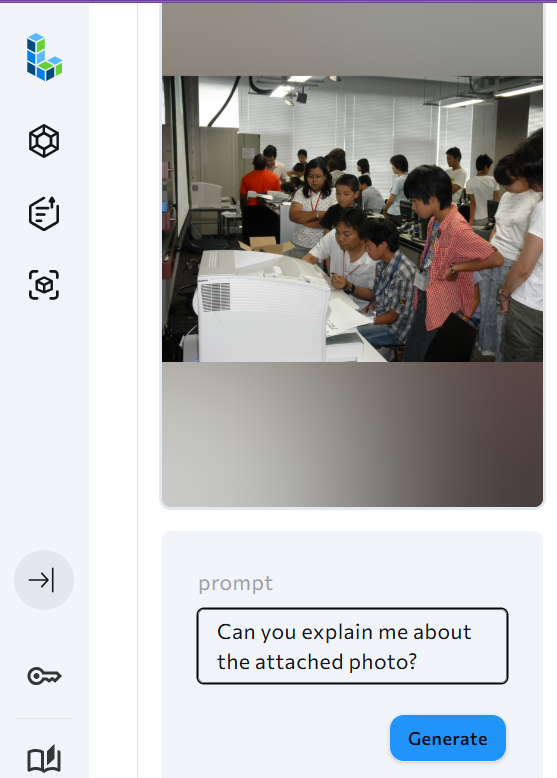 prompt
Can you explain me about
the attached photo?
Generate